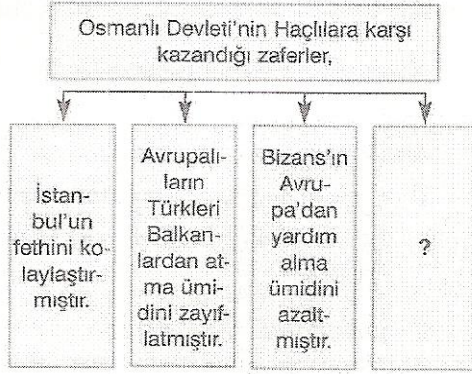 Osmanlı Devleti'nin Haçlılara karşı
kazandığı zaferler,
İstan-
bul'un
fethini ko-
laylaştır-
mıştır.
Avrupalı-
ların
Türkleri
Balkan-
lardan at-
ma ümi-
dini zayıf-
latmıştır.
Bizans'ın
Avru-
pa'dan
yardım
alma
ümidini
azalt-
mıştır.
?